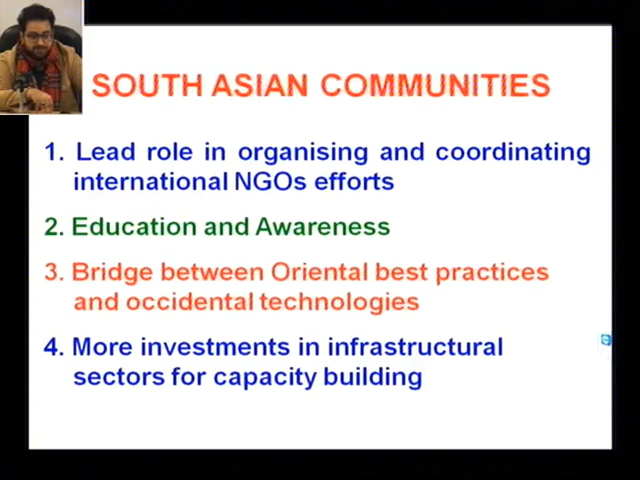 SOUTH ASIAN COMMUNITIES
1. Lead role in organising and coordinating
international NGOs efforts
2. Education and Awareness
3. Bridge between Oriental best practices
and occidental technologies
4. More investments in infrastructural
sectors for capacity building